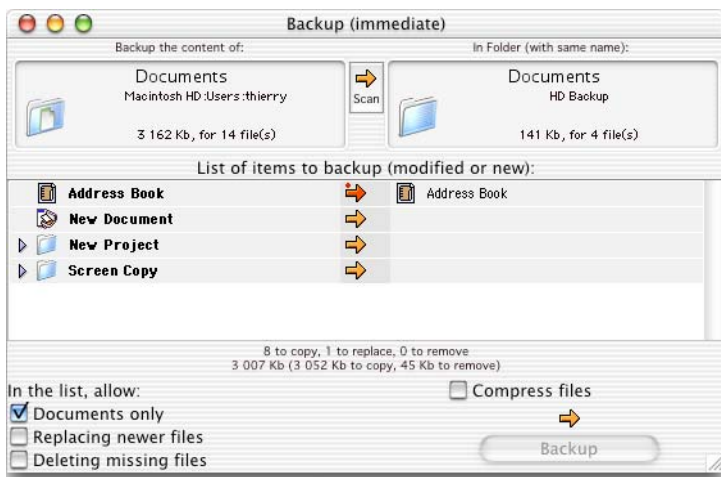 Backup (immediate)
Backup the content of:
In Folder (with same name):
Documents
Macintosh HD:Users:thierry
3 162 Kb, for 14 file(s)
Scan
Documents
HD Backup
141 Kb, for 4 file(s)
List of items to backup (modified or new):
Address Book
Address Book
New Document
New Project
Screen Copy
8 to copy, 1 to replace, 0 to remove
3 007 Kb (3 052 Kb to copy, 45 Kb to remove)
In the list, allow:
Documents only
Replacing newer files
Deleting missing files
Compress files
Backup